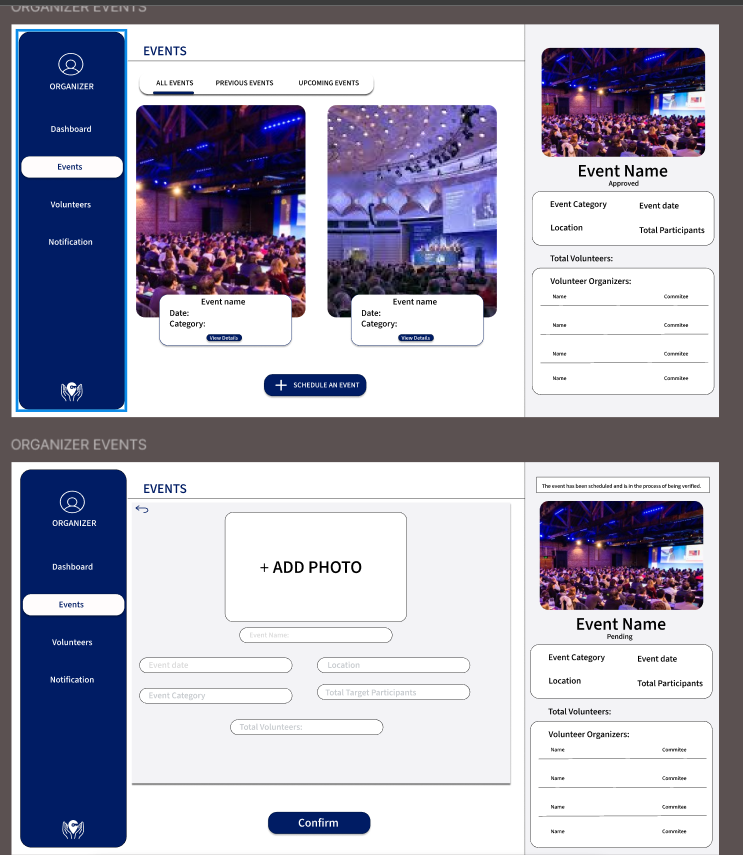 ORGANIZER EVENTS
ORGANIZER
Dashboard
Events
Volunteers
Notification
EVENTS
ALL EVENTS PREVIOUS EVENTS UPCOMING EVENTS
Event name
Date:
Category:
View Details
Event name
Date:
Category:
View Details
+ SCHEDULE AN EVENT
Event Name
Approved
Event Category Event date
Location Total Participants
Total Volunteers:
Volunteer Organizers:
Name Commitee
Name Commitee
Name Commitee
Name Commitee
ORGANIZER EVENTS
ORGANIZER
Dashboard
Events
Volunteers
Notification
EVENTS
+ ADD PHOTO
Event Name:
Event date Location
Event Category Total Target Participants
Total Volunteers:
Confirm
The event has been scheduled and is in the process of being verified.
Event Name
Pending
Event Category Event date
Location Total Participants
Total Volunteers:
Volunteer Organizers:
Name Commitee
Name Commitee
Name Commitee
Name Commitee